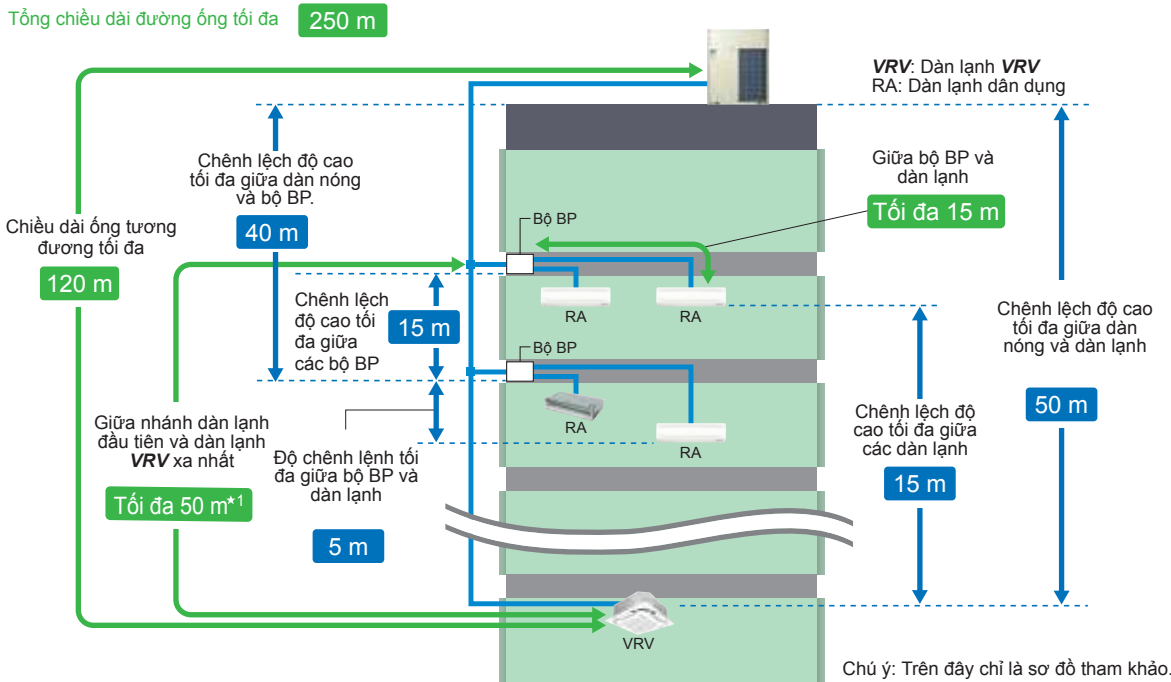 Tổng chiều dài đường ống tối đa
250 m
VRV: Dàn lạnh VRV
RA: Dàn lạnh dân dụng
Chênh lệch độ cao
tối đa giữa dàn nóng
và bộ BP.
40 m
Giữa bộ BP và
dàn lạnh
Tối đa 15 m
Chiều dài ống tương
đương tối đa
120 m
Bộ BP
RA
RA
Chênh lệch
độ cao tối
đa giữa
các bộ BP
15 m
Bộ BP
RA
RA
Chênh lệch độ cao
tối đa giữa dàn
nóng và dàn lạnh
50 m
Chênh lệch độ
cao tối đa giữa
các dàn lạnh
15 m
Giữa nhánh dàn lạnh
đầu tiên và dàn lạnh
VRV xa nhất
Tối đa 50 m★1
Độ chênh lệnh tối
đa giữa bộ BP và
dàn lạnh
5 m
VRV
Chú ý: Trên đây chỉ là sơ đồ tham khảo.